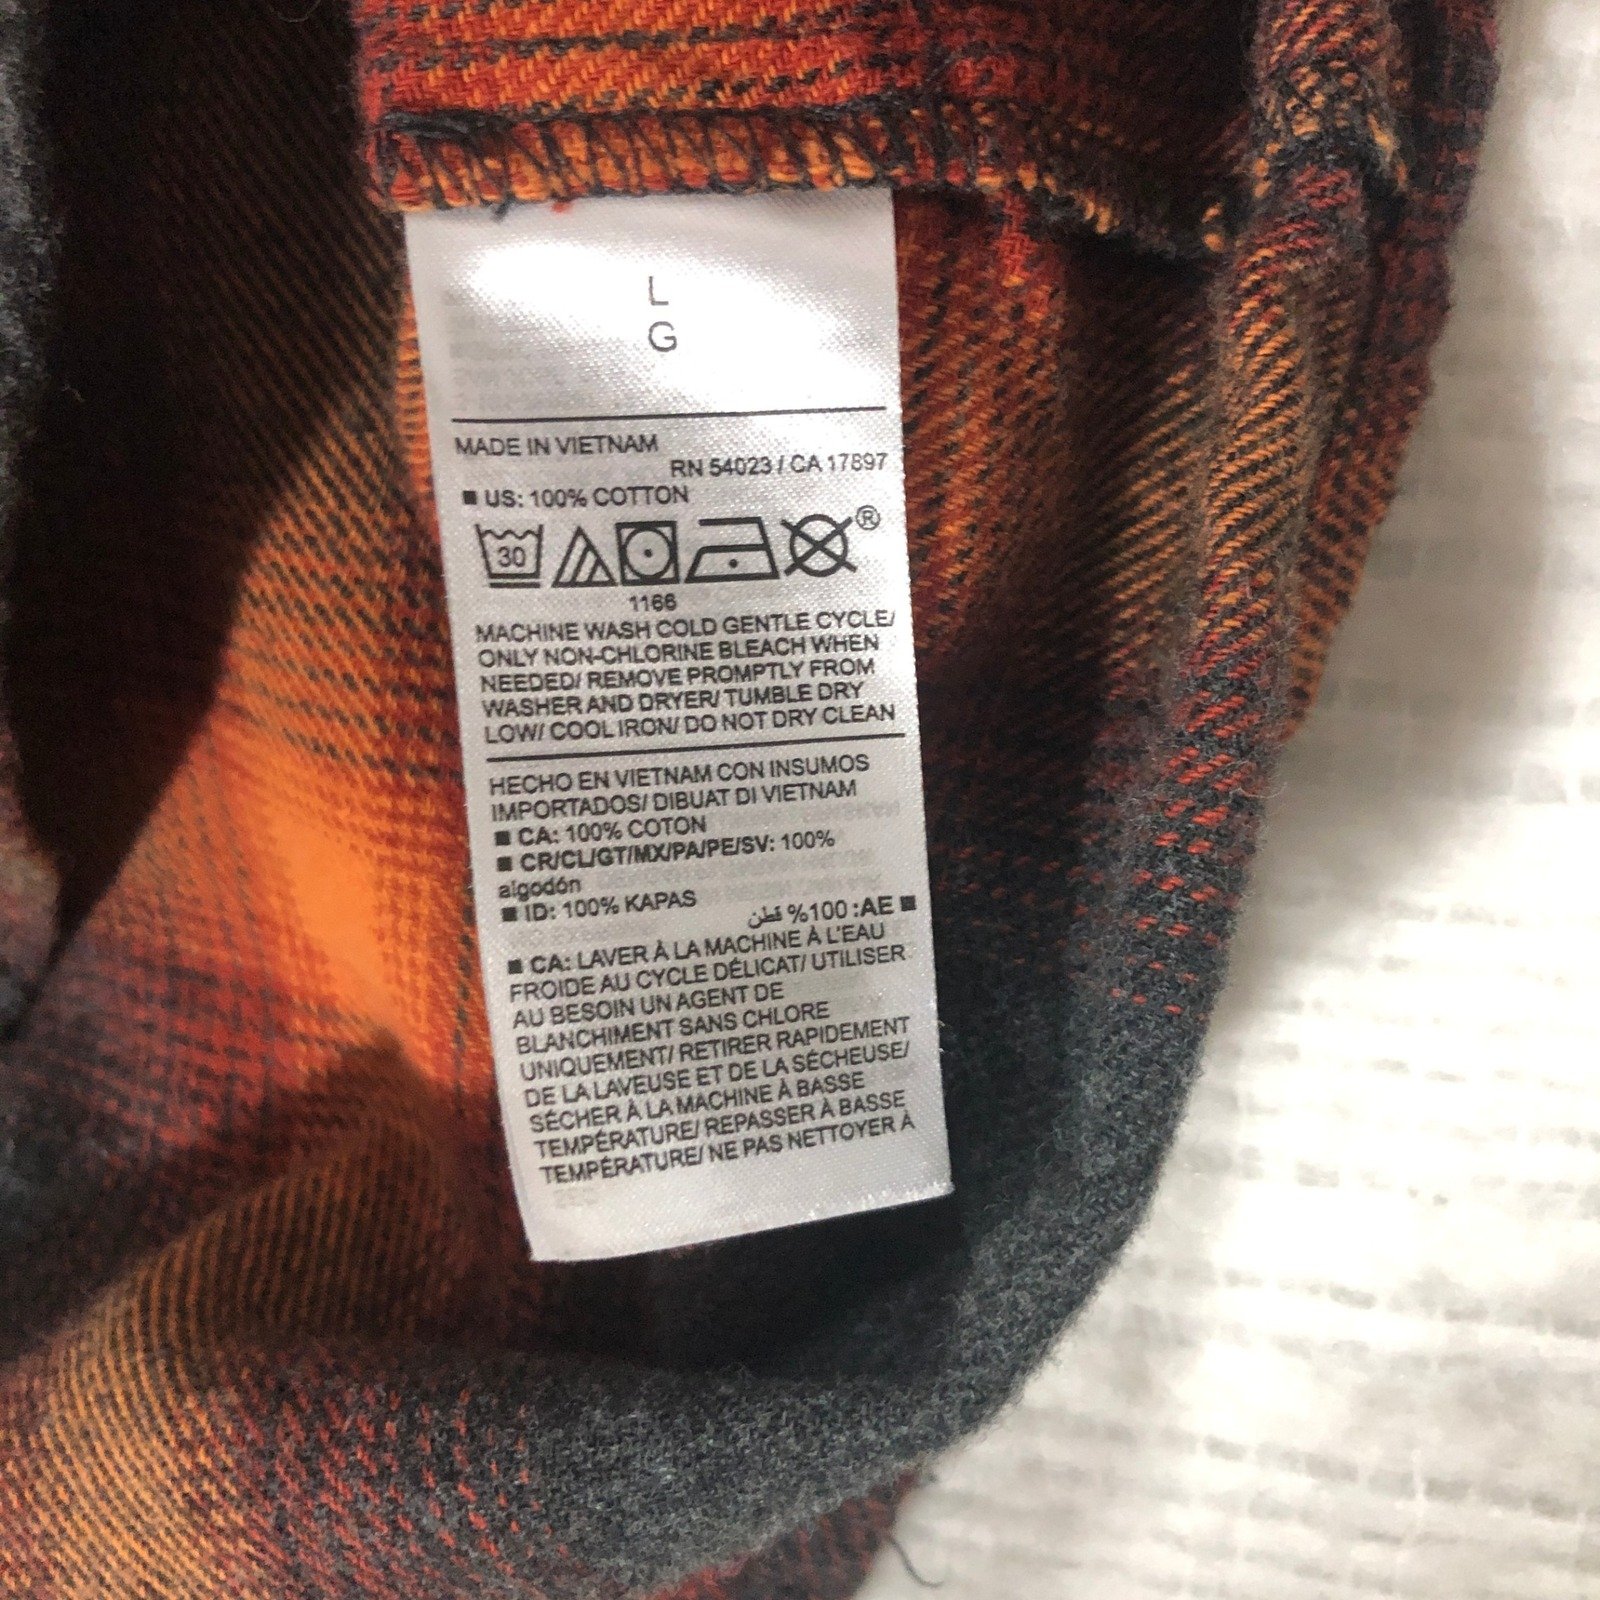 L
G
MADE IN VIETNAM
RN 54023 / CA 17897
■ US: 100% COTTON
30
®
1166
MACHINE WASH COLD GENTLE CYCLE/
ONLY NON-CHLORINE BLEACH WHEN
NEEDED/ REMOVE PROMPTLY FROM
WASHER AND DRYER/ TUMBLE DRY
LOW/ COOL IRON/ DO NOT DRY CLEAN
HECHO EN VIETNAM CON INSUMOS
IMPORTADOS/ DIBUAT DI VIETNAM
■ CA: 100% COTON
■ CR/CL/GT/MX/PA/PE/SV: 100%
algodón
■ ID: 100% KAPAS
■ AE: 100% قطن
■ CA: LAVER À LA MACHINE À L'EAU
FROIDE AU CYCLE DÉLICAT/ UTILISER
AU BESOIN UN AGENT DE
BLANCHIMENT SANS CHLORE
UNIQUEMENT/ RETIRER RAPIDEMENT
DE LA LAVEUSE ET DE LA SÉCHEUSE/
SÉCHER À LA MACHINE À BASSE
TEMPÉRATURE/ REPASSER À BASSE
TEMPÉRATURE/ NE PAS NETTOYER À